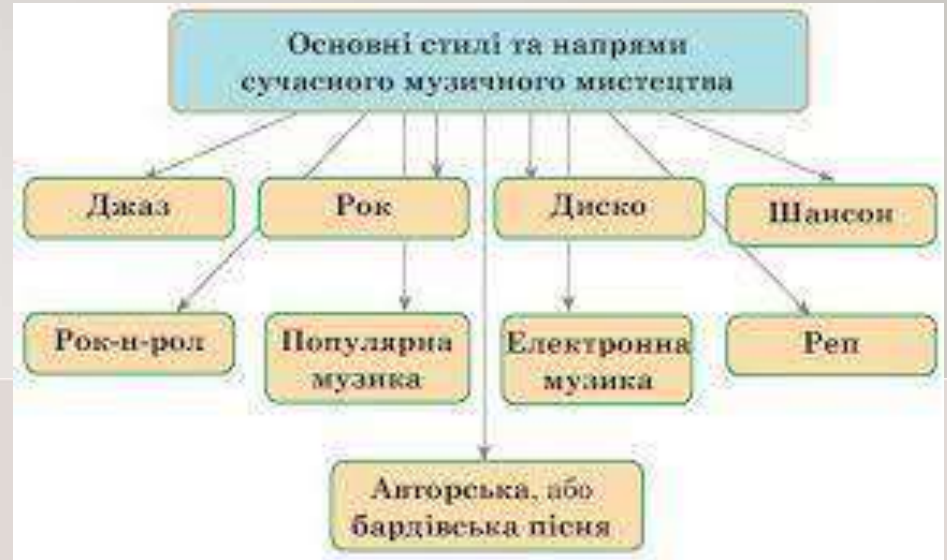 Основні стилі та напрями
сучасного музичного мистецтва
Джаз
Рок
Диско
Шансон
Рок-н-рол
Популярна
музика
Електронна
музика
Реп
Авторська, або
бардівська пісня